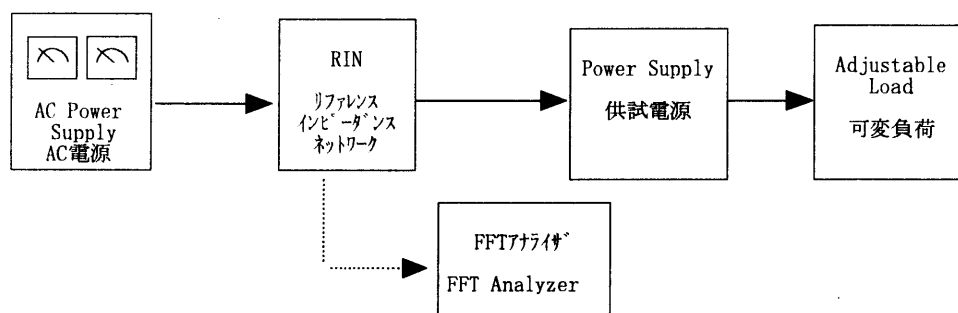 AC Power
Supply
AC電源
RIN
リファレンス
インピーダンス
ネットワーク
Power Supply
供試電源
Adjustable
Load
可変負荷
FFTアナライザ
FFT Analyzer